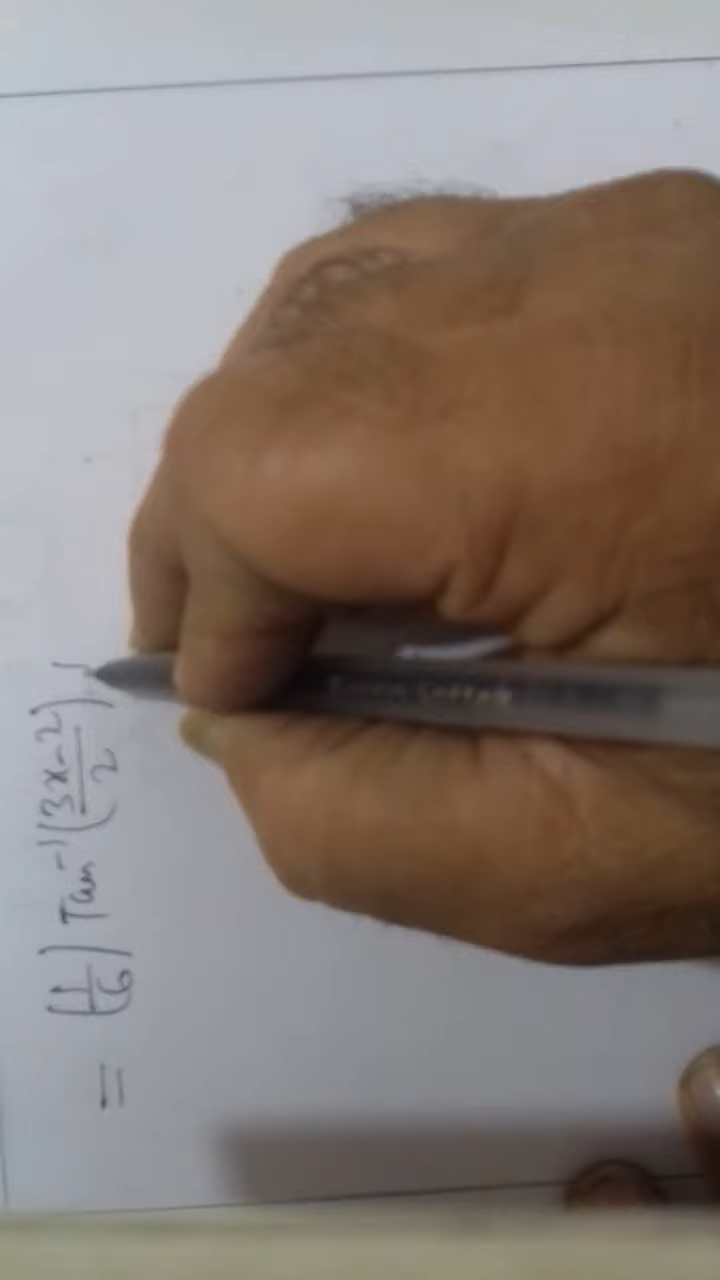 = (1/6) Tan⁻¹ (3x-2/2)